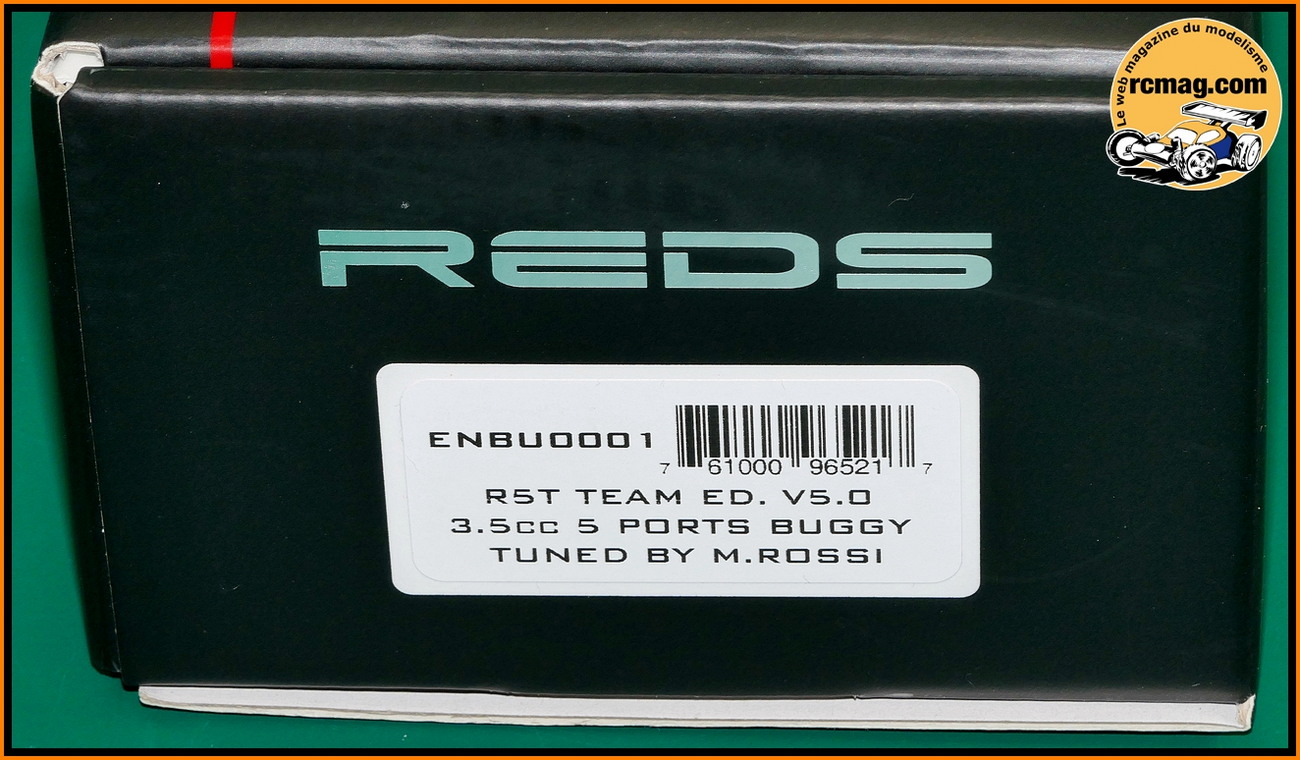 Le web magazine du modelisme
rcmag.com
REDS
ENBU0001
7 61000 96521 7
R5T TEAM ED. V5.0
3.5cc 5 PORTS BUGGY
TUNED BY M.ROSSI